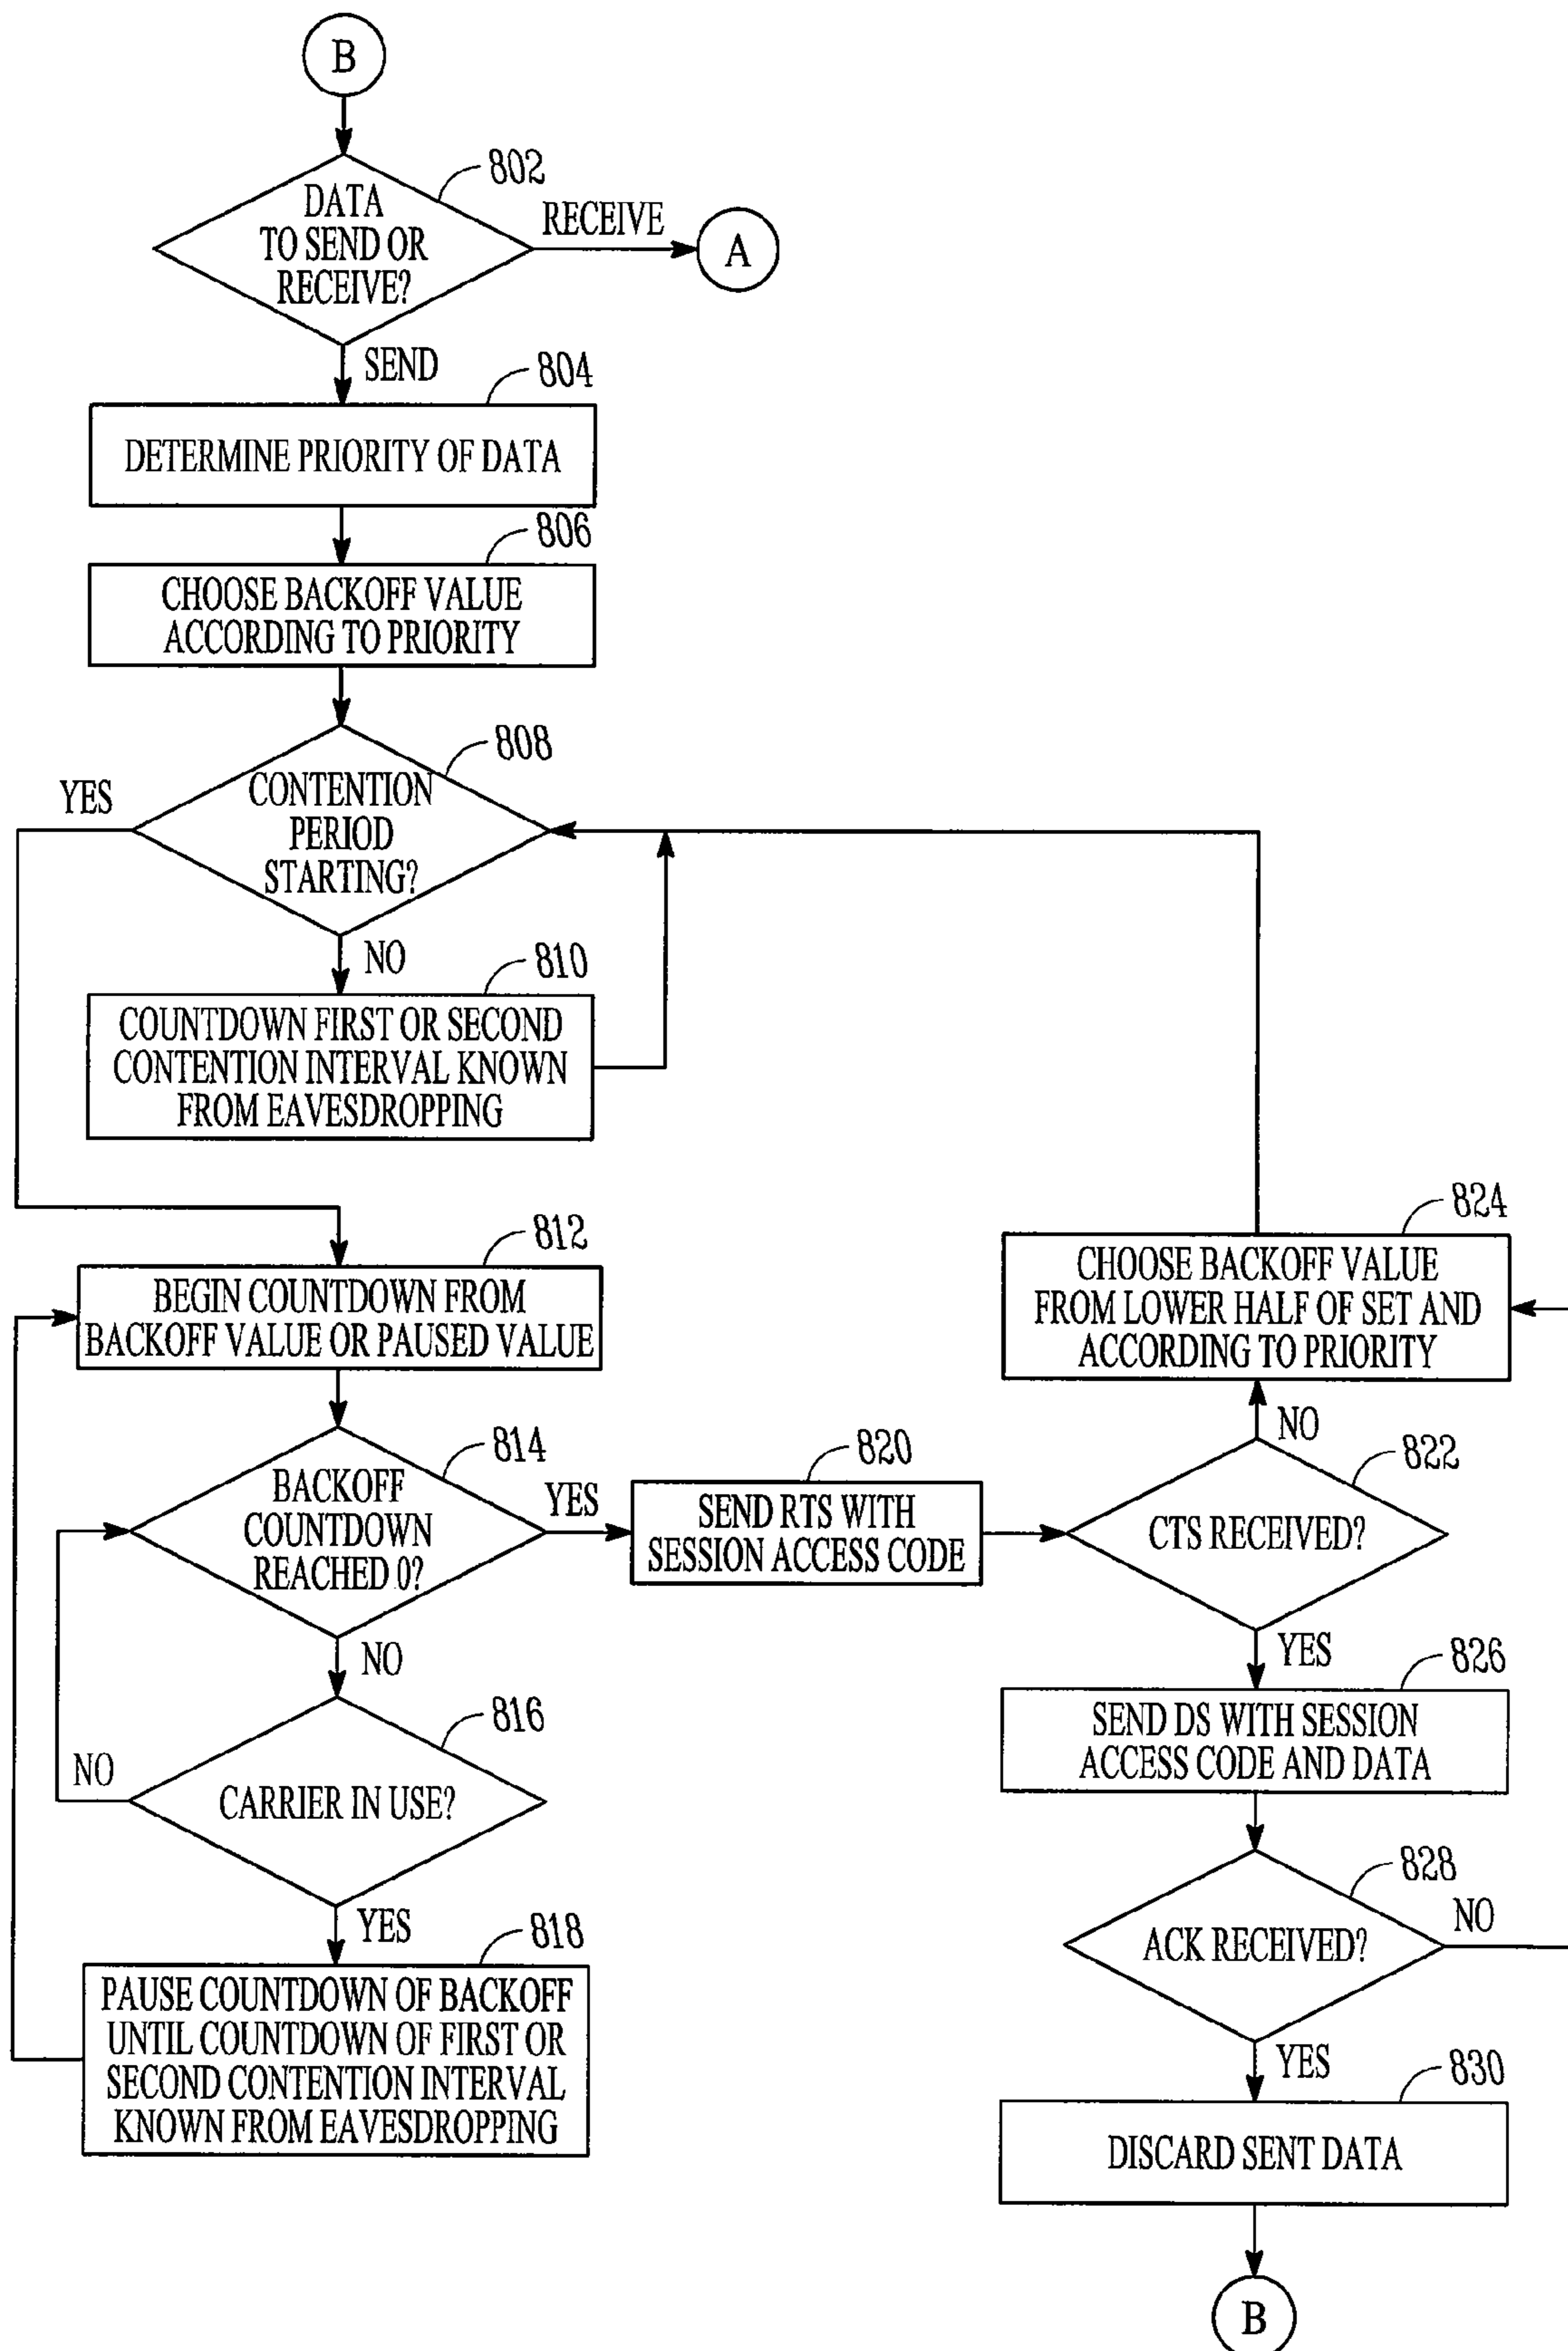 B
802
DATA
TO SEND OR
RECEIVE?
RECEIVE
A
SEND
804
DETERMINE PRIORITY OF DATA
806
CHOOSE BACKOFF VALUE
ACCORDING TO PRIORITY
808
YES
CONTENTION
PERIOD
STARTING?
NO
810
COUNTDOWN FIRST OR SECOND
CONTENTION INTERVAL KNOWN
FROM EAVESDROPPING
812
BEGIN COUNTDOWN FROM
BACKOFF VALUE OR PAUSED VALUE
814
BACKOFF
COUNTDOWN
REACHED 0?
YES
NO
816
CARRIER IN USE?
NO
YES
818
PAUSE COUNTDOWN OF BACKOFF
UNTIL COUNTDOWN OF FIRST OR
SECOND CONTENTION INTERVAL
KNOWN FROM EAVESDROPPING
820
SEND RTS WITH
SESSION ACCESS CODE
824
CHOOSE BACKOFF VALUE
FROM LOWER HALF OF SET AND
ACCORDING TO PRIORITY
NO
822
CTS RECEIVED?
YES
826
SEND DS WITH SESSION
ACCESS CODE AND DATA
828
ACK RECEIVED?
NO
YES
830
DISCARD SENT DATA
B